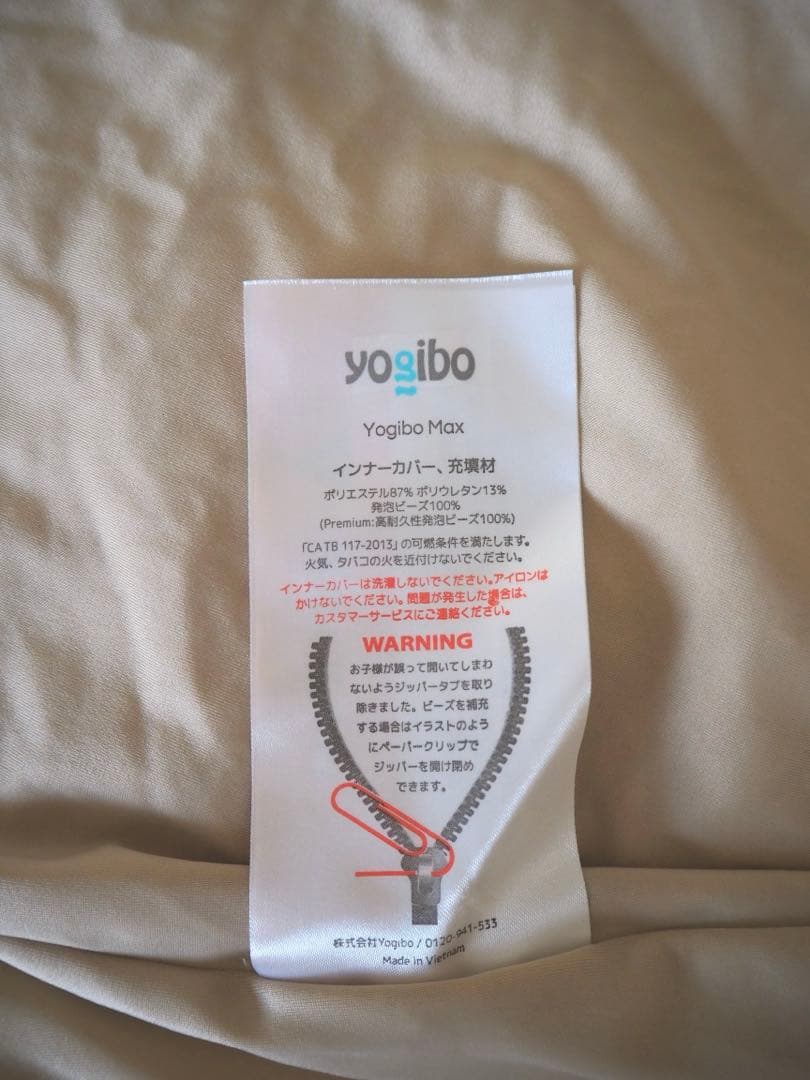 yogibo
Yogibo Max
インナーカバー、充填材
ポリエステル87% ポリウレタン13%
発泡ビーズ100%
(Premium:高耐久性発泡ビーズ100%)
「CA TB 117-2013」の可燃条件を満たします。
火気、タバコの火を近付けないでください。
インナーカバーは洗濯しないでください。アイロンは
かけないでください。問題が発生した場合は、
カスタマーサービスにご連絡ください。
WARNING
お子様が誤って開いてしまわ
ないようジッパータブを取り
除きました。ビーズを補充
する場合はイラストのよう
にペーパークリップで
ジッパーを開け閉め
できます。
株式会社Yogibo / 0120-941-533
Made in Vietnam